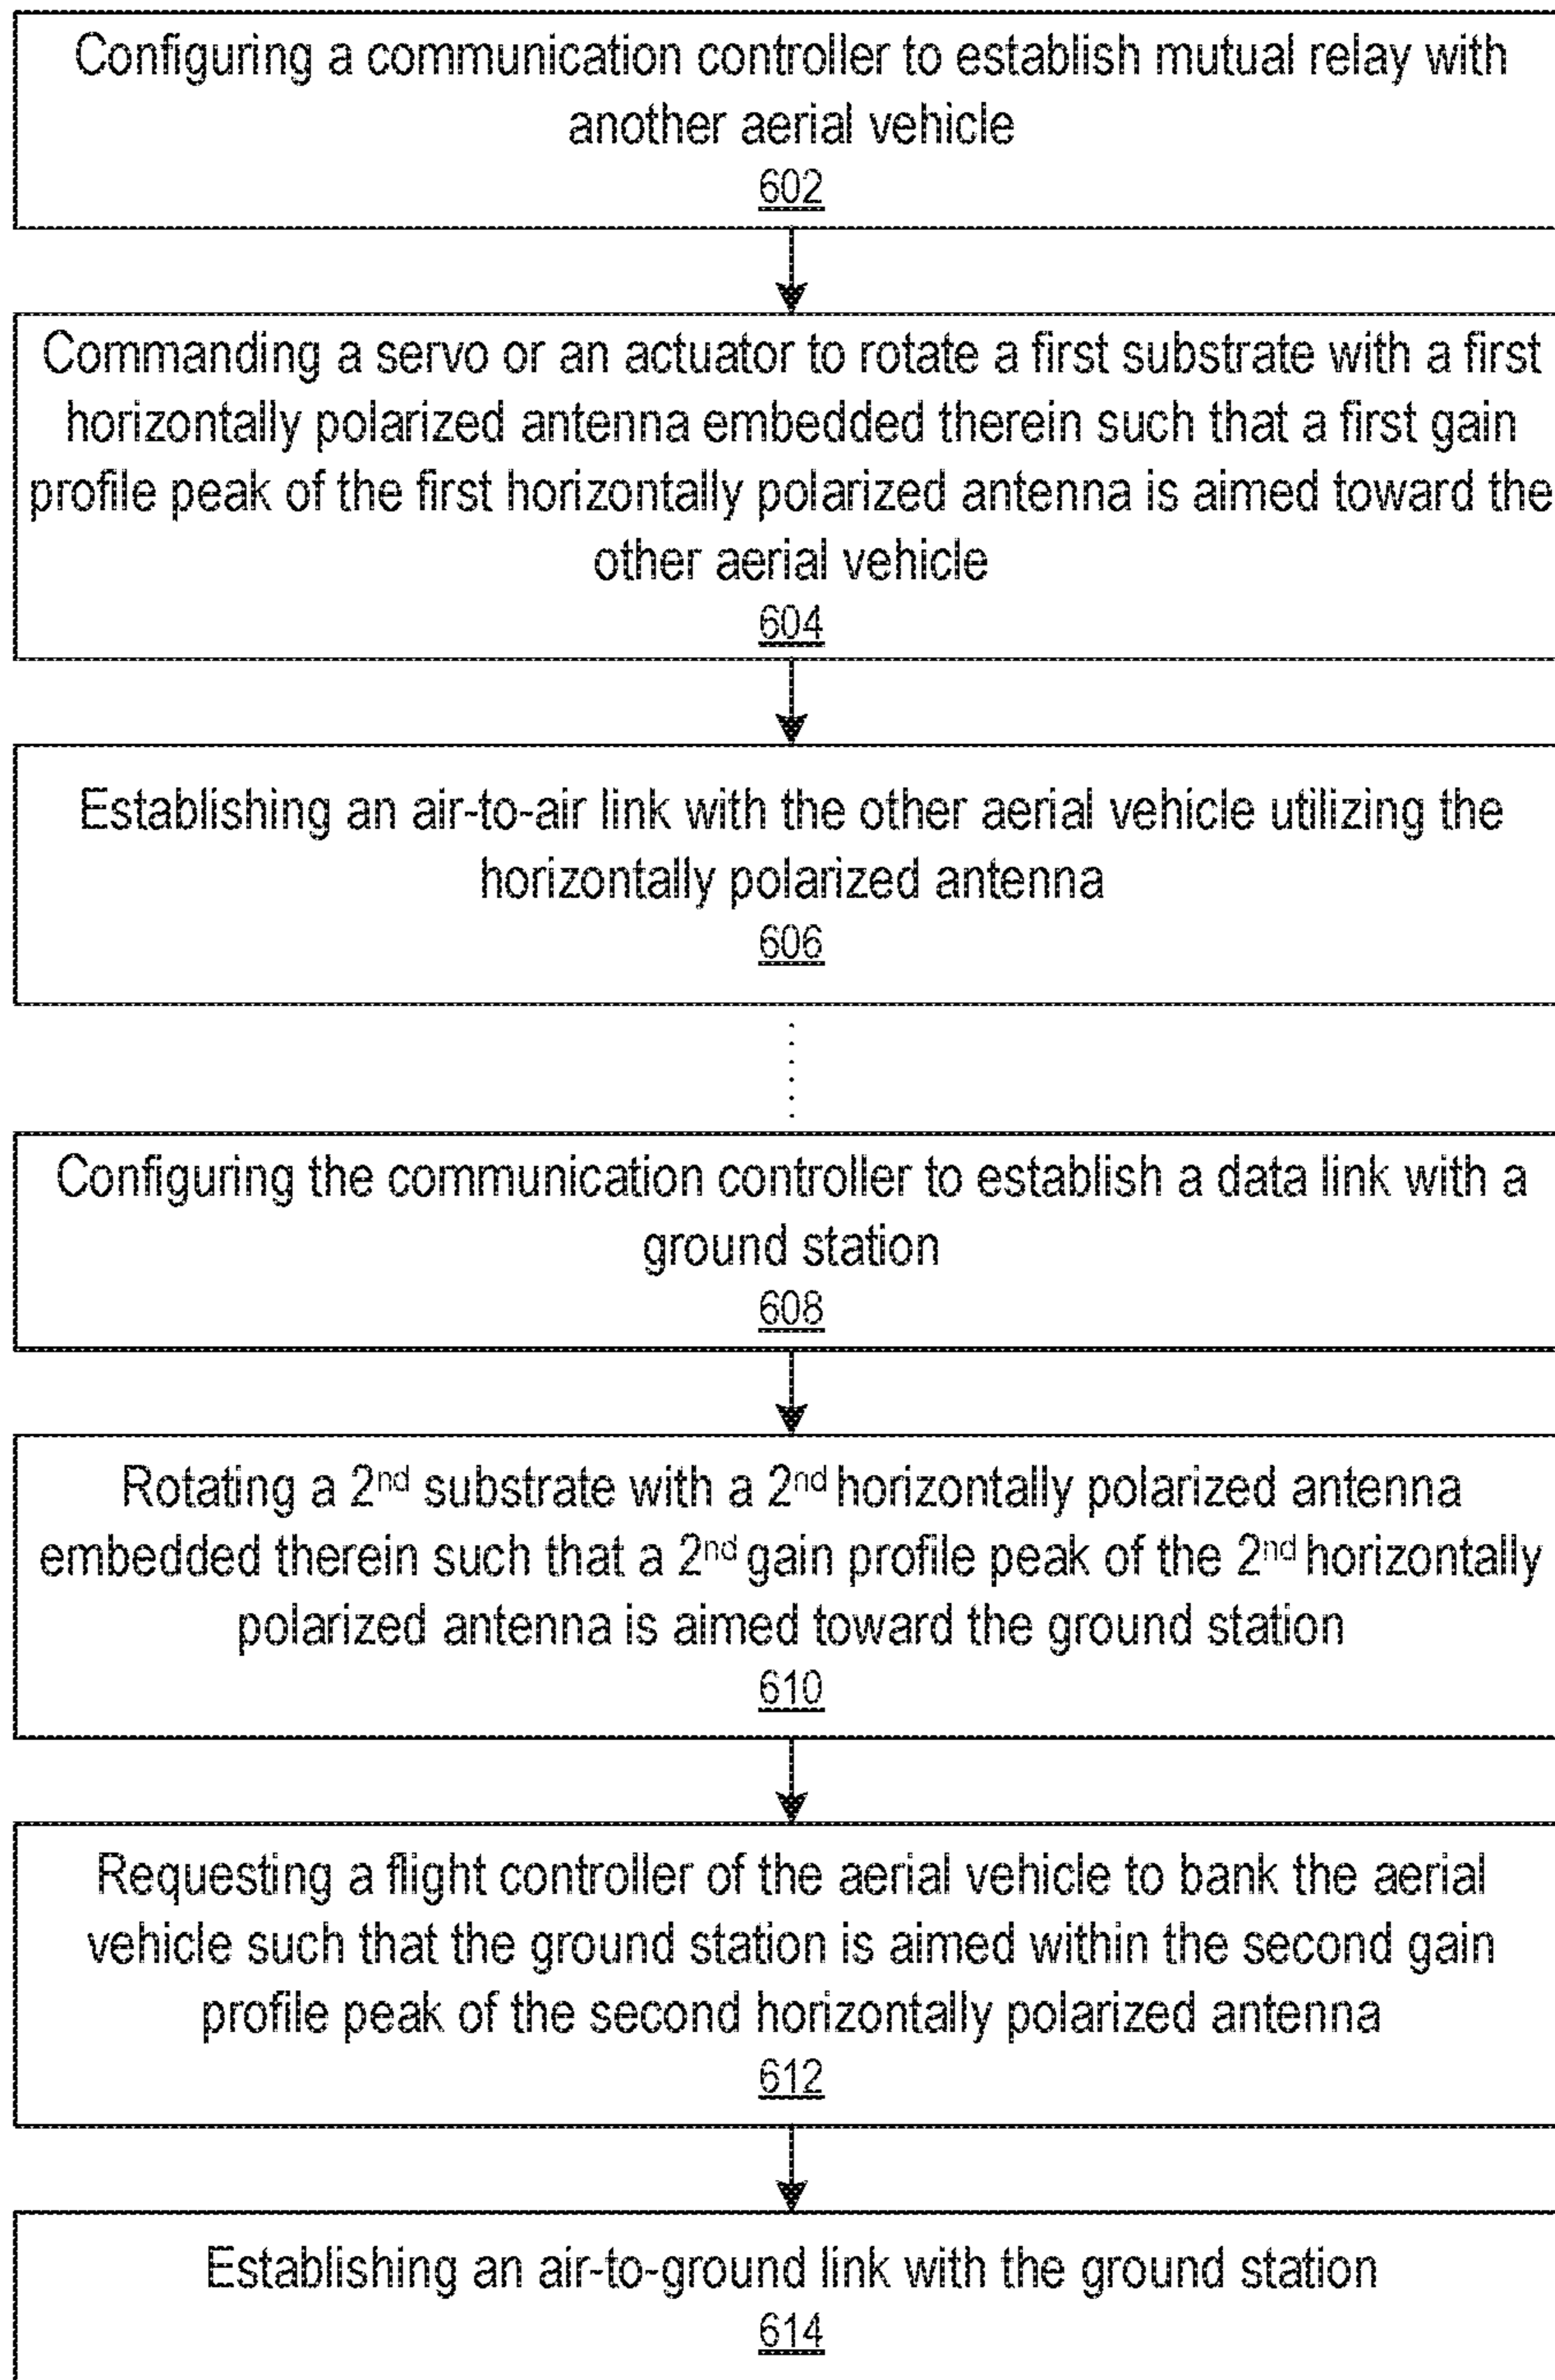 Configuring a communication controller to establish mutual relay with
another aerial vehicle
602
Commanding a servo or an actuator to rotate a first substrate with a first
horizontally polarized antenna embedded therein such that a first gain
profile peak of the first horizontally polarized antenna is aimed toward the
other aerial vehicle
604
Establishing an air-to-air link with the other aerial vehicle utilizing the
horizontally polarized antenna
606
Configuring the communication controller to establish a data link with a
ground station
608
Rotating a 2nd substrate with a 2nd horizontally polarized antenna
embedded therein such that a 2nd gain profile peak of the 2nd horizontally
polarized antenna is aimed toward the ground station
610
Requesting a flight controller of the aerial vehicle to bank the aerial
vehicle such that the ground station is aimed within the second gain
profile peak of the second horizontally polarized antenna
612
Establishing an air-to-ground link with the ground station
614